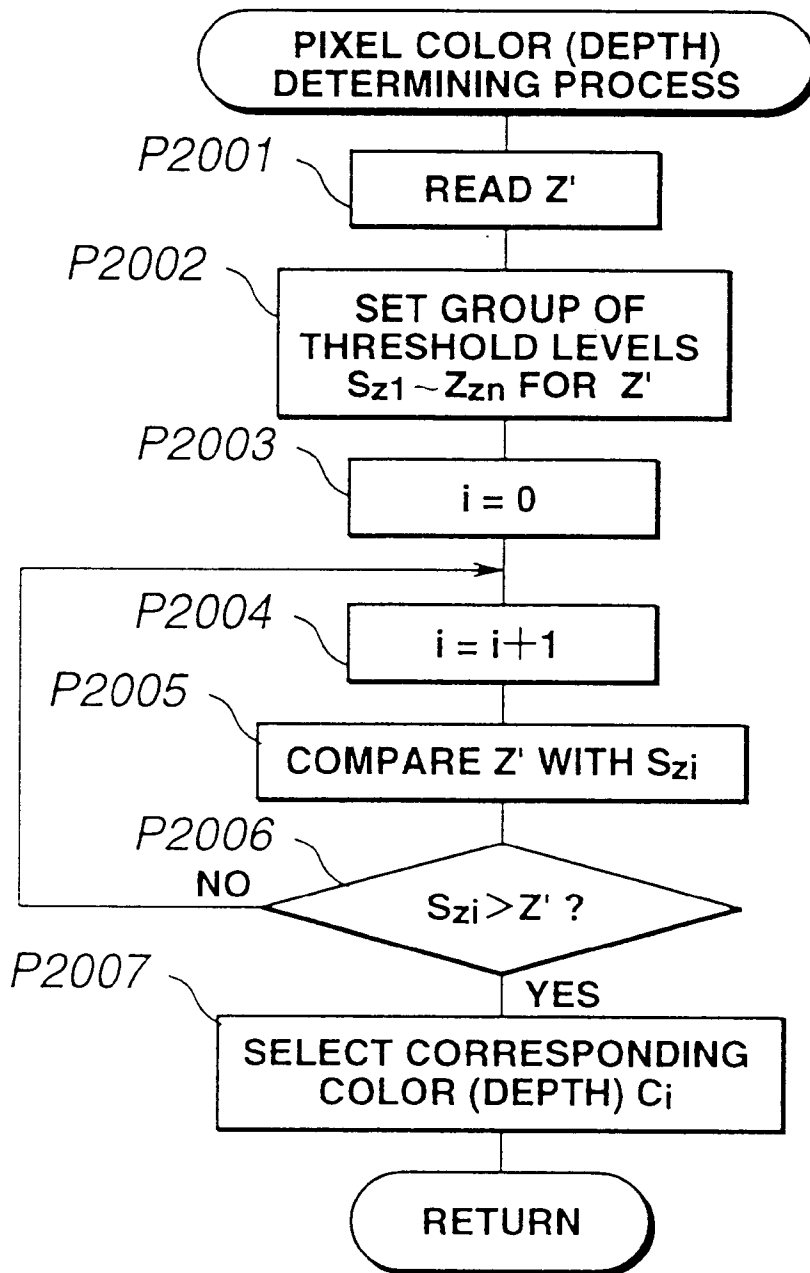 PIXEL COLOR (DEPTH)
DETERMINING PROCESS
P2001
READ Z'
P2002
SET GROUP OF
THRESHOLD LEVELS
Sz1~Zzn FOR Z'
P2003
i = 0
P2004
i = i+1
P2005
COMPARE Z' WITH Szi
P2006
NO
Szi>Z' ?
P2007
YES
SELECT CORRESPONDING
COLOR (DEPTH) Ci
RETURN